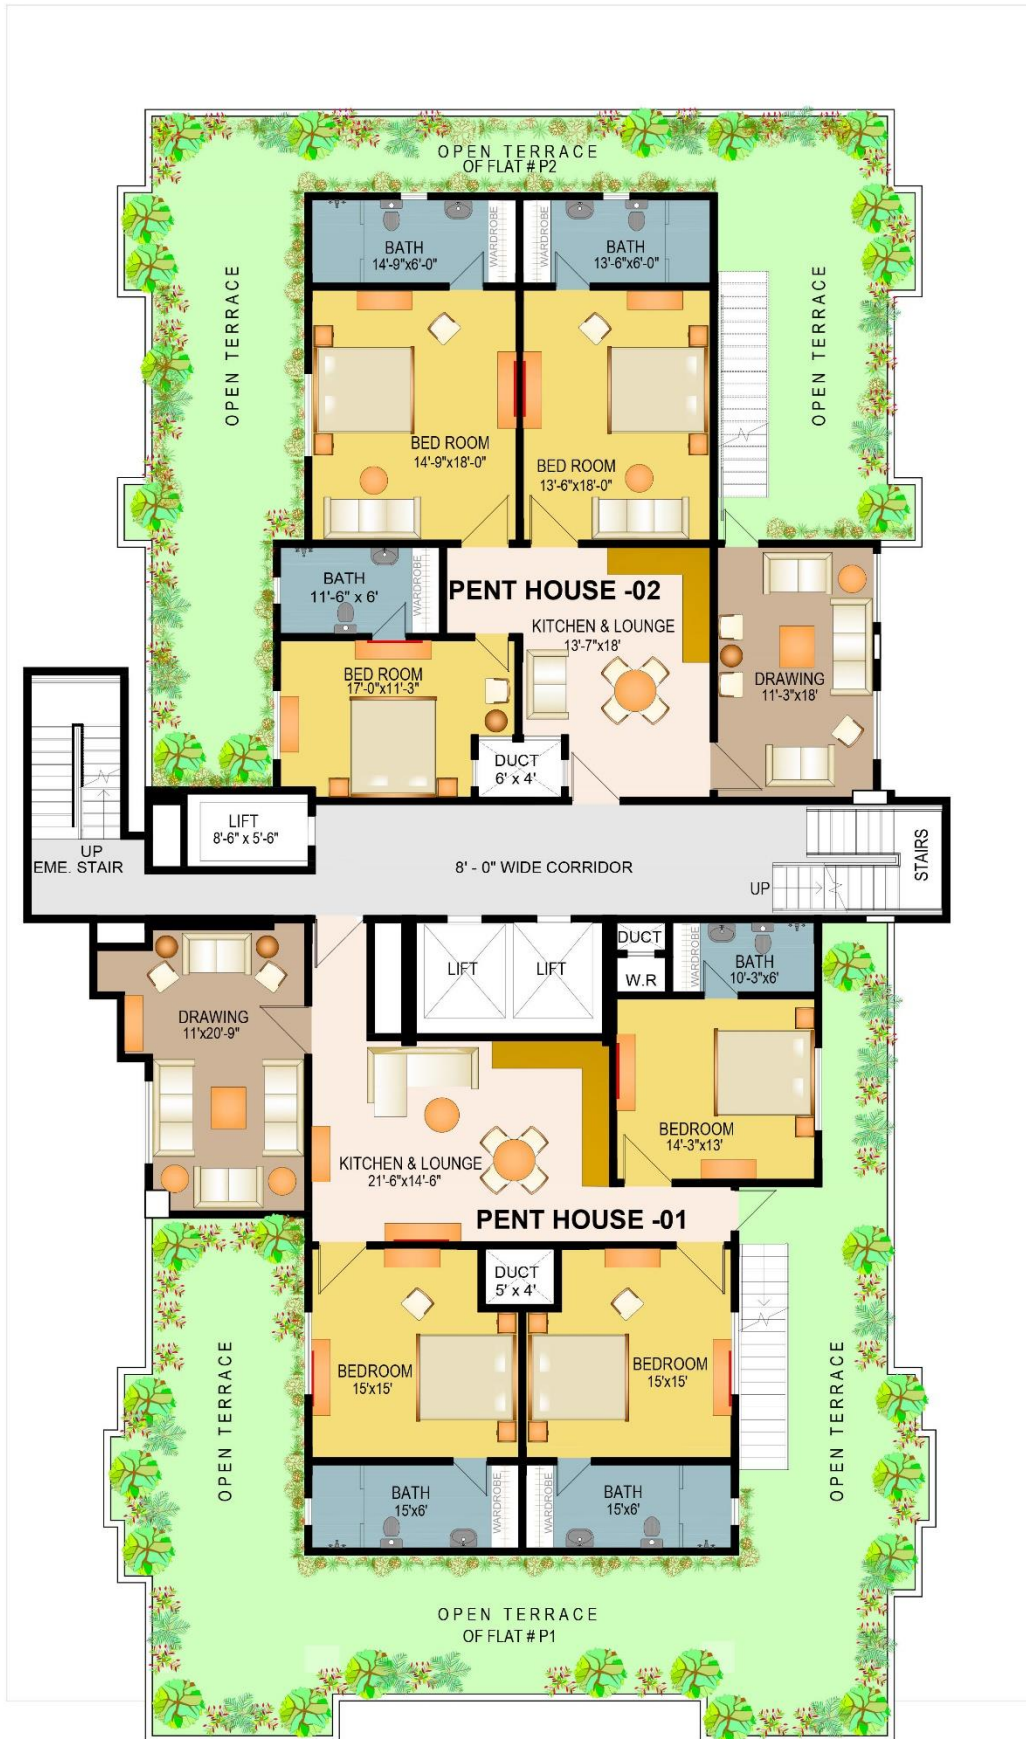 OPEN TERRACE
OF FLAT # P2
BATH
14'-9"x6'-0"
WARDROBE
WARDROBE
BATH
13'-6"x6'-0"
OPEN TERRACE
OPEN TERRACE
BED ROOM
14'-9"x18'-0"
BED ROOM
13'-6"x18'-0"
BATH
11'-6" x 6'
WARDROBE
PENT HOUSE -02
KITCHEN & LOUNGE
13'-7"x18'
BED ROOM
17'-0"x11'-3"
DRAWING
11'-3"x18'
DUCT
6' x 4'
LIFT
8'-6" x 5'-6"
UP
EME. STAIR
8' - 0" WIDE CORRIDOR
UP
STAIRS
DUCT
W.R
WARDROBE
BATH
10'-3"x6'
LIFT
LIFT
DRAWING
11'x20'-9"
BEDROOM
14'-3"x13'
KITCHEN & LOUNGE
21'-6"x14'-6"
PENT HOUSE -01
DUCT
5' x 4'
BEDROOM
15'x15'
BEDROOM
15'x15'
OPEN TERRACE
OPEN TERRACE
BATH
15'x6'
WARDROBE
WARDROBE
BATH
15'x6'
OPEN TERRACE
OF FLAT # P1